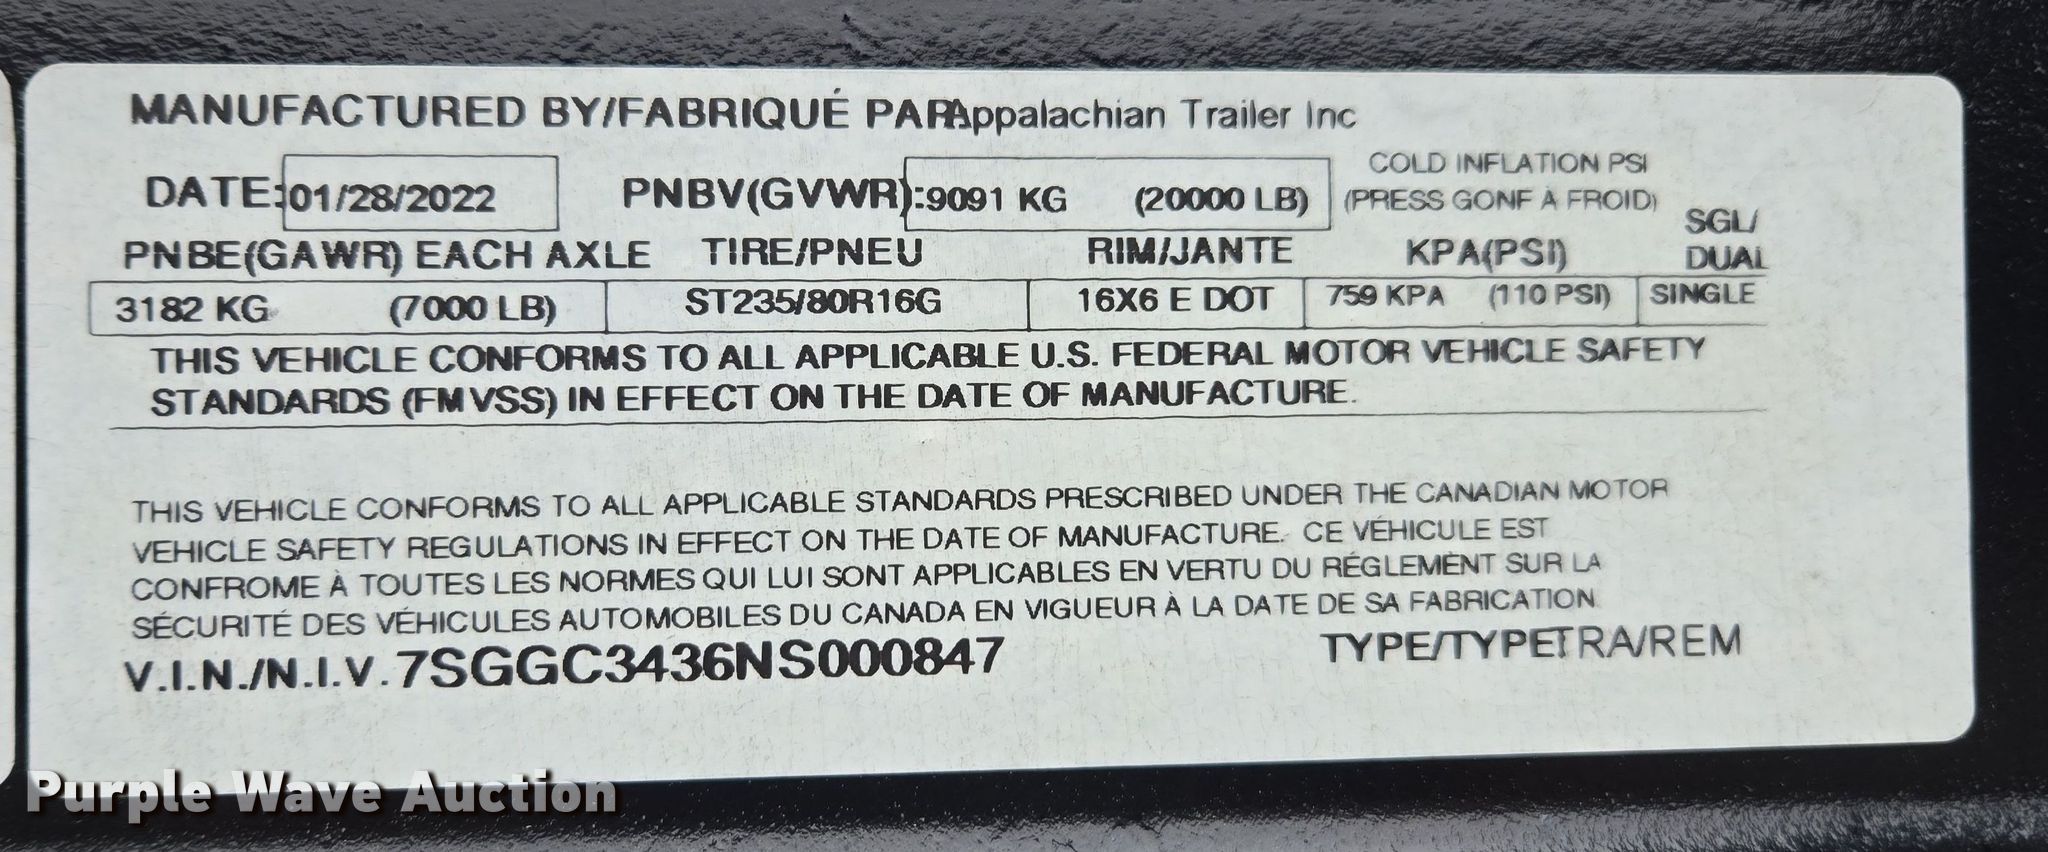 MANUFACTURED BY/FABRIQUÉ PAR Appalachian Trailer Inc
DATE: 01/28/2022 PNBV(GVWR): 9091 KG (20000 LB) COLD INFLATION PSI
(PRESS GONF À FROID)
PNBE(GAWR) EACH AXLE TIRE/PNEU RIM/JANTE KPA(PSI) SGL/
DUAL
3182 KG (7000 LB) ST235/80R16G 16X6 E DOT 759 KPA (110 PSI) SINGLE
THIS VEHICLE CONFORMS TO ALL APPLICABLE U.S. FEDERAL MOTOR VEHICLE SAFETY
STANDARDS (FMVSS) IN EFFECT ON THE DATE OF MANUFACTURE.
THIS VEHICLE CONFORMS TO ALL APPLICABLE STANDARDS PRESCRIBED UNDER THE CANADIAN MOTOR
VEHICLE SAFETY REGULATIONS IN EFFECT ON THE DATE OF MANUFACTURE. CE VÉHICULE EST
CONFROME À TOUTES LES NORMES QUI LUI SONT APPLICABLES EN VERTU DU RÉGLEMENT SUR LA
SÉCURITÉ DES VÉHICULES AUTOMOBILES DU CANADA EN VIGUEUR À LA DATE DE SA FABRICATION
V.I.N./N.I.V. 7SGGC3436NS000847 TYPE/TYPE TRA/REM
Purple Wave Auction